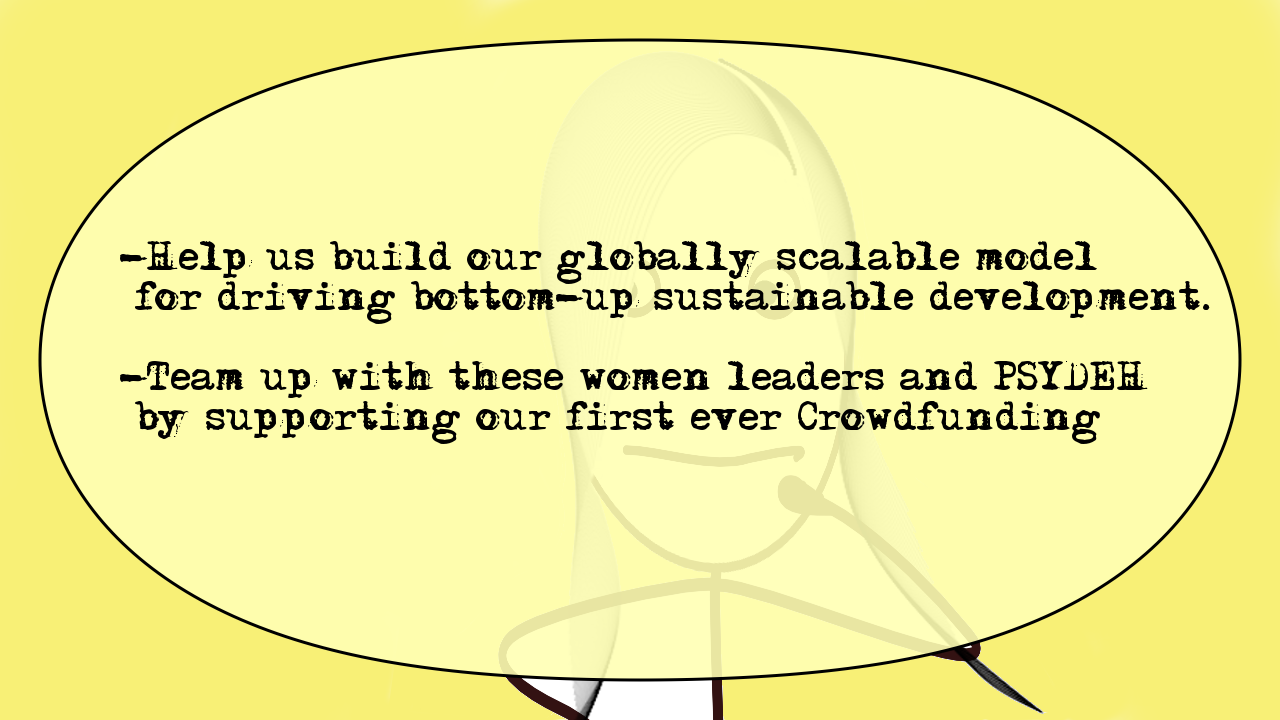 -Help us build our globally scalable model
for driving bottom-up sustainable development.
-Team up with these women leaders and PSYDEH
by supporting our first ever Crowdfunding